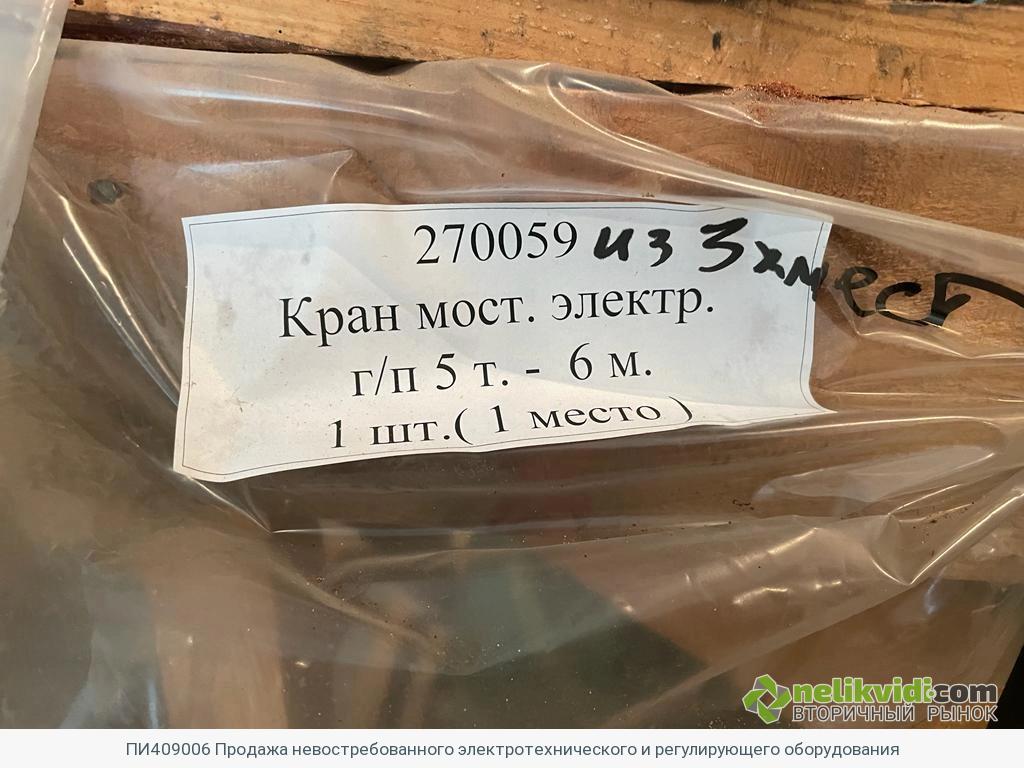 270059 из 3х мест
Кран мост. электр.
г/п 5 т. - 6 м.
1 шт.( 1 место )
nelikvidi.com
ВТОРИЧНЫЙ РЫНОК
ПИ409006 Продажа невостребованного электротехнического и регулирующего оборудования